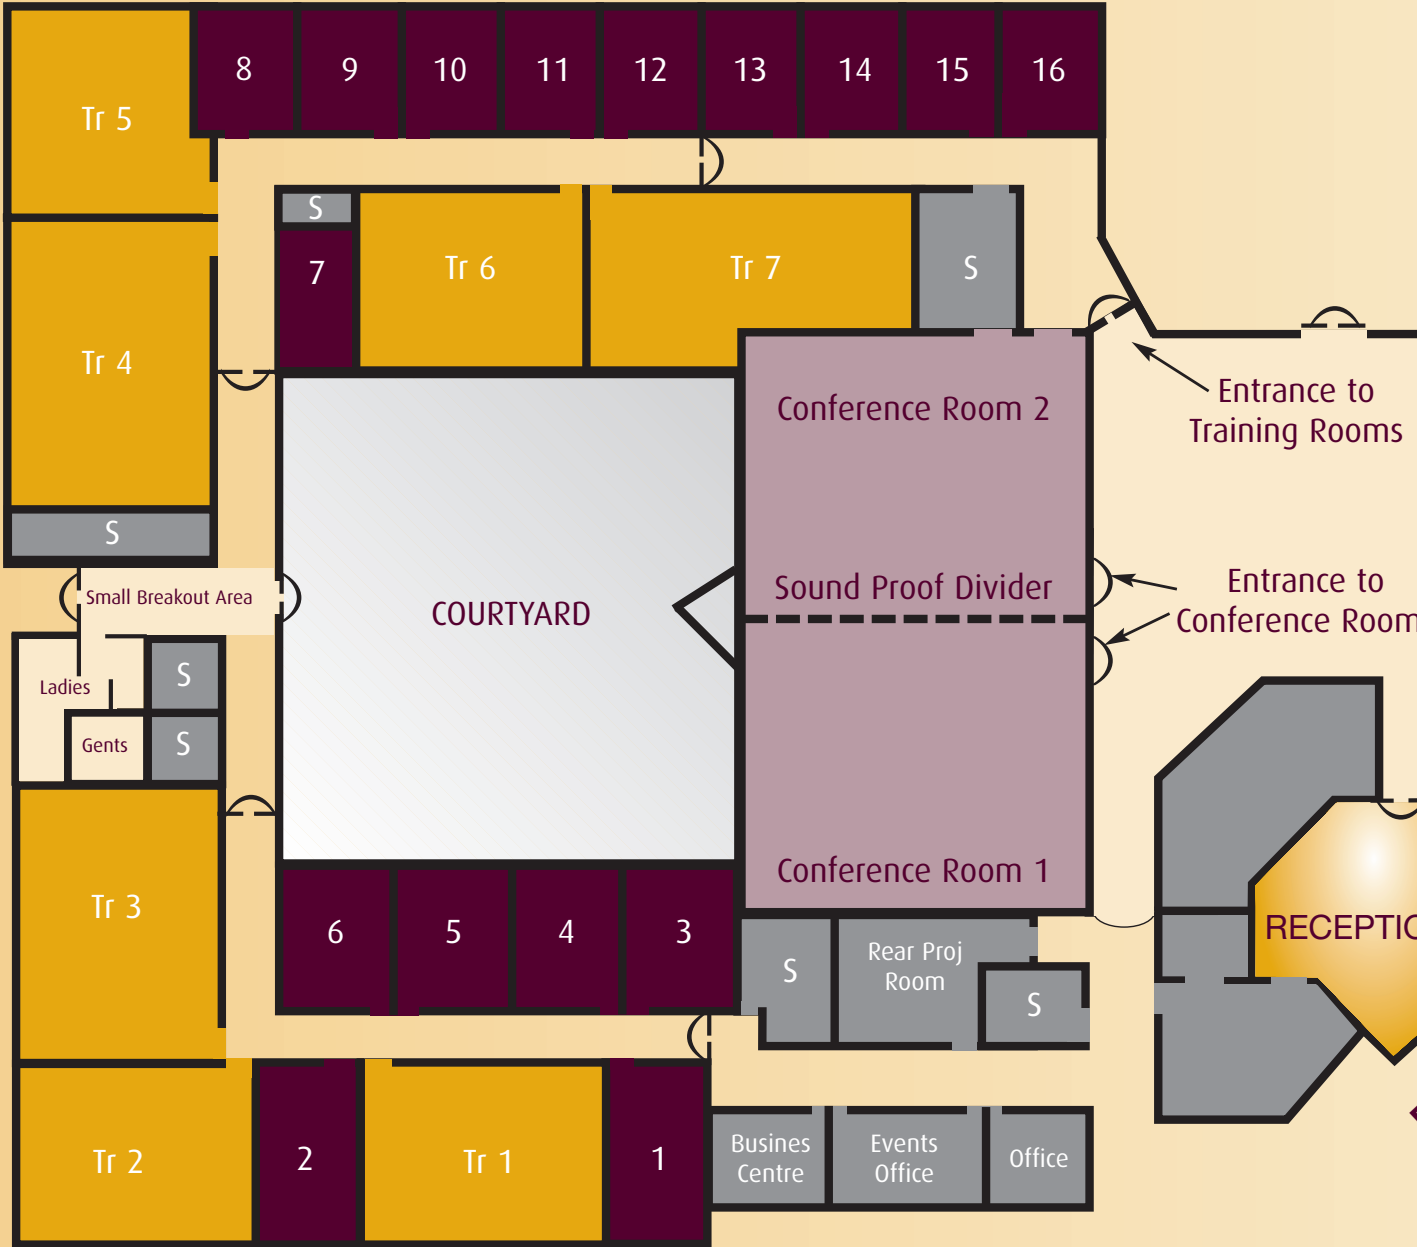 8 9 10 11 12 13 14 15 16
Tr 5
S
Tr 6
Tr 7
S
7
Tr 4
Conference Room 2
Entrance to
Training Rooms
S
Small Breakout Area
COURTYARD
Sound Proof Divider
Entrance to
Conference Room
Ladies
S
Gents
S
Conference Room 1
Tr 3
6 5 4 3
RECEPTIO
S
Rear Proj
Room
S
Tr 2
2
Tr 1
1
Busines
Centre
Events
Office
Office